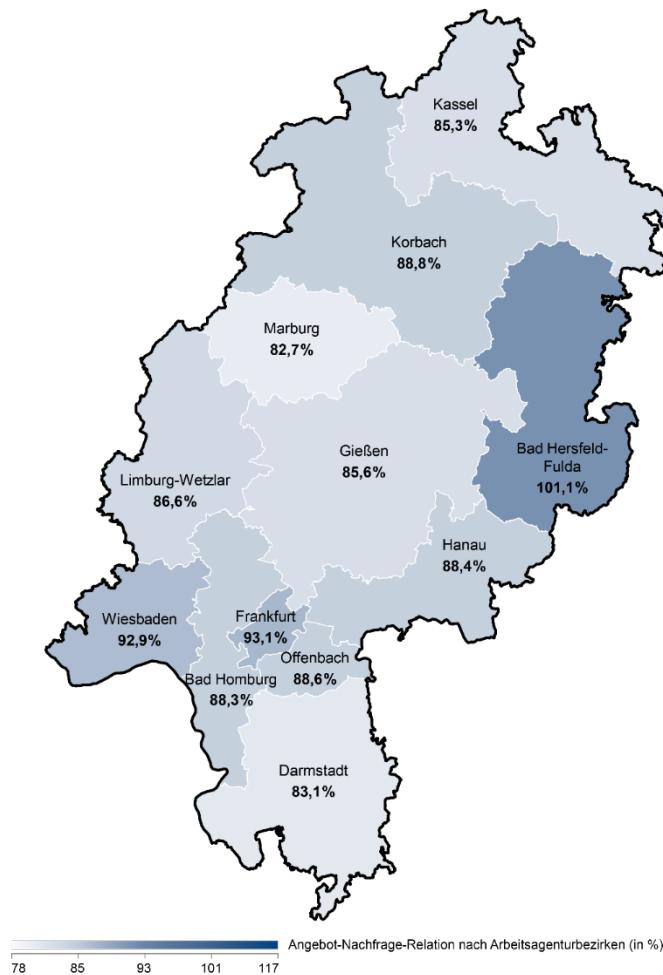 Kassel
85,3%
Korbach
88,8%
Marburg
82,7%
Gießen
85,6%
Bad Hersfeld-
Fulda
101,1%
Limburg-Wetzlar
86,6%
Hanau
88,4%
Wiesbaden
92,9%
Frankfurt
93,1%
Offenbach
88,6%
Bad Homburg
88,3%
Darmstadt
83,1%
Angebot-Nachfrage-Relation nach Arbeitsagenturbezirken (in %)
78 85 93 101 117